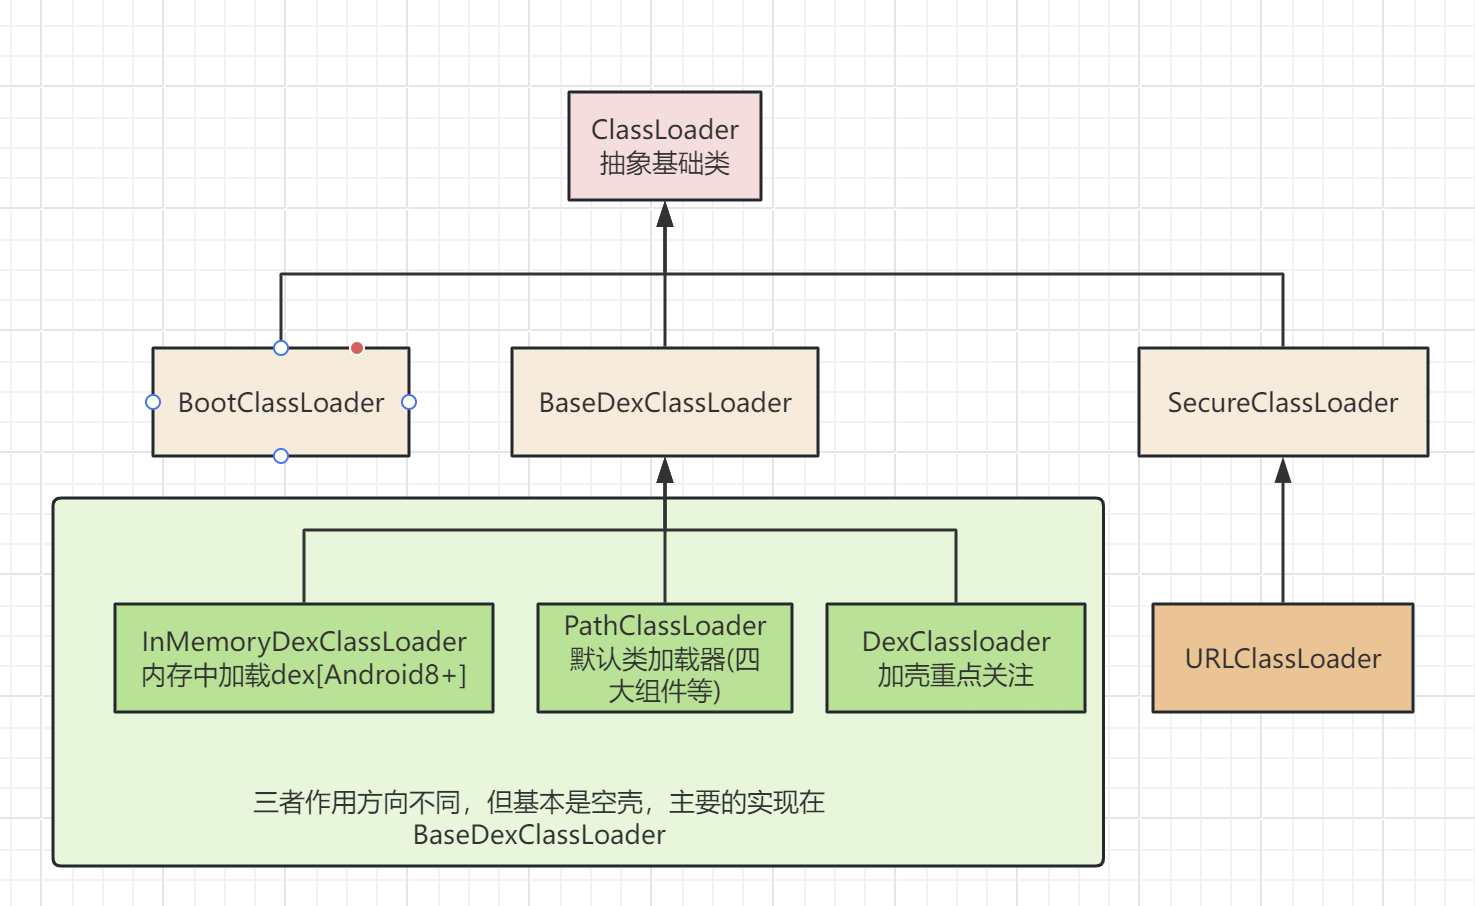 ClassLoader
抽象基础类
BootClassLoader
BaseDexClassLoader
SecureClassLoader
InMemoryDexClassLoader
内存中加载dex[Android8+]
PathClassLoader
默认类加载器(四
大组件等)
DexClassloader
加壳重点关注
URLClassLoader
三者作用方向不同，但基本是空壳，主要的实现在
BaseDexClassLoader